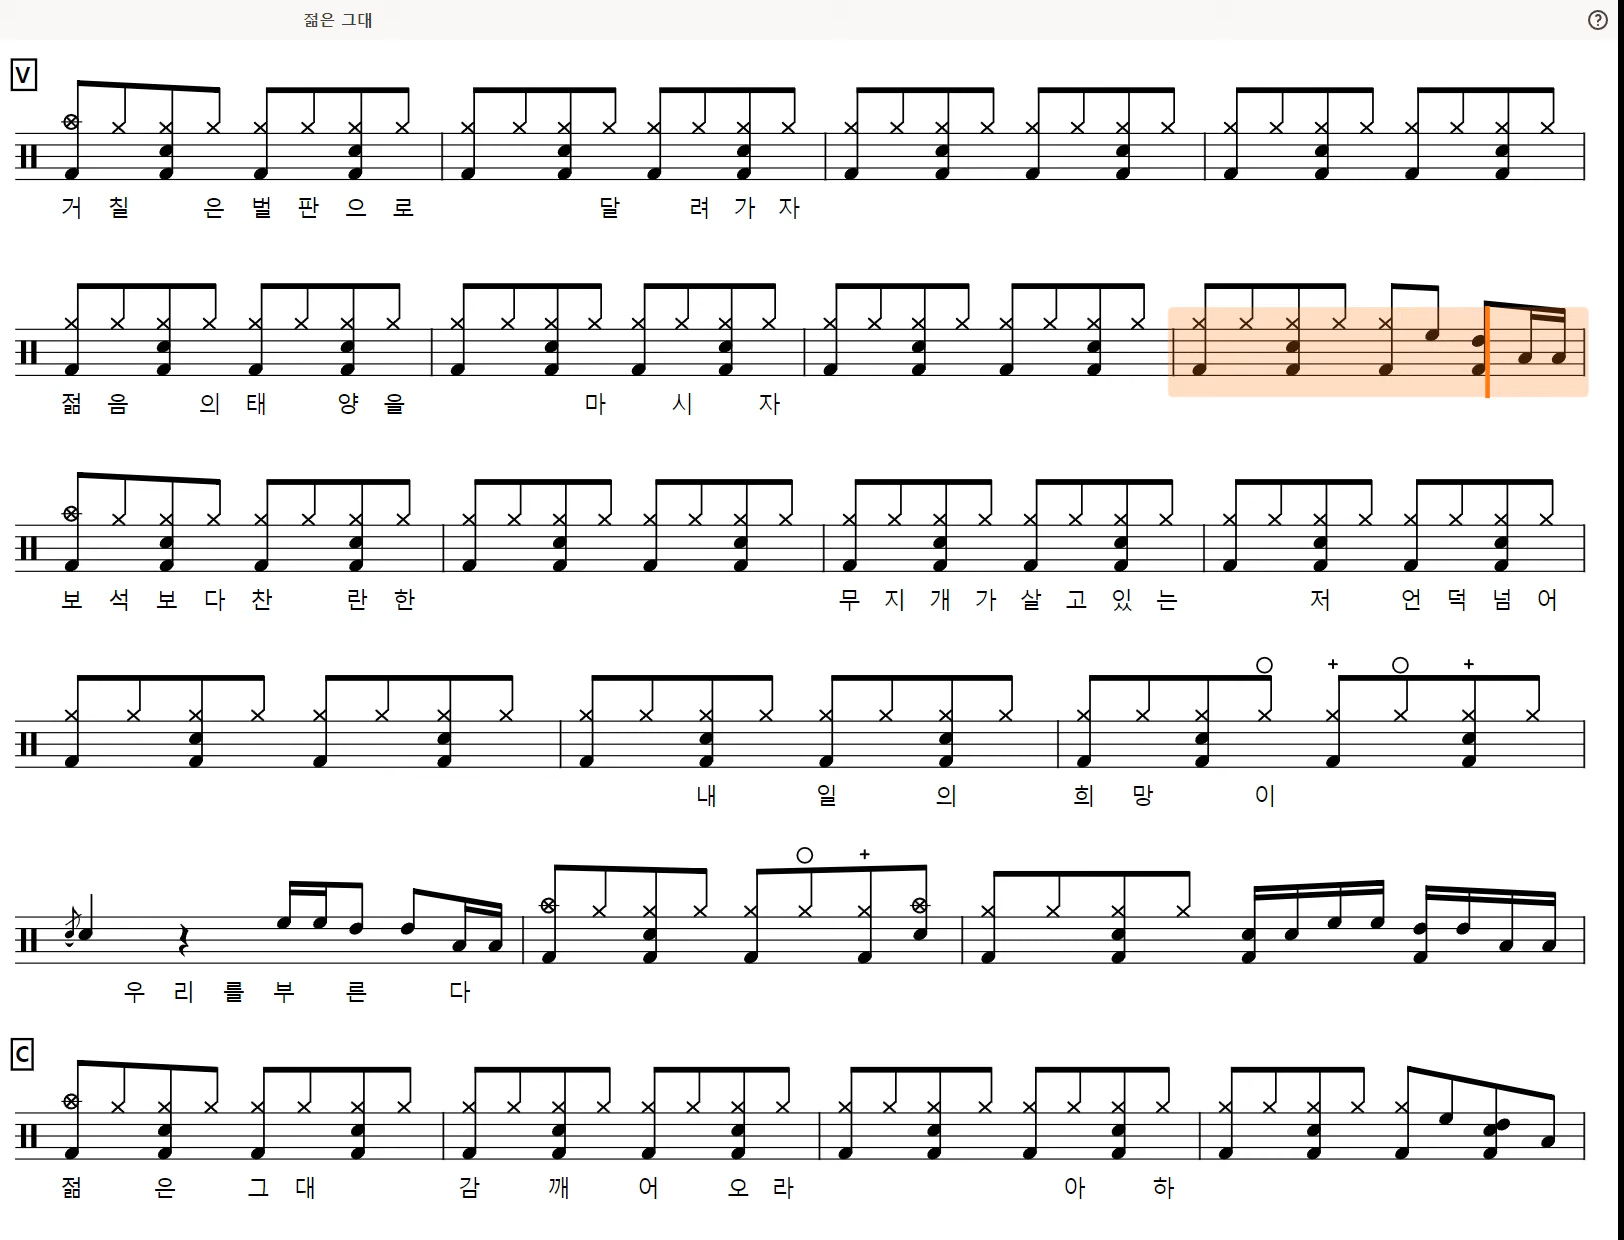 젊은 그대
V
거 칠 은 벌 판 으 로 달 려 가 자
젊 음 의 태 양 을 마 시 자
보 석 보 다 찬 란 한 무 지 개 가 살 고 있 는 저 언 덕 넘 어
내 일 의 희 망 이
우 리 를 부 른 다
C
젊 은 그 대 잠 깨 어 오 라 아 하